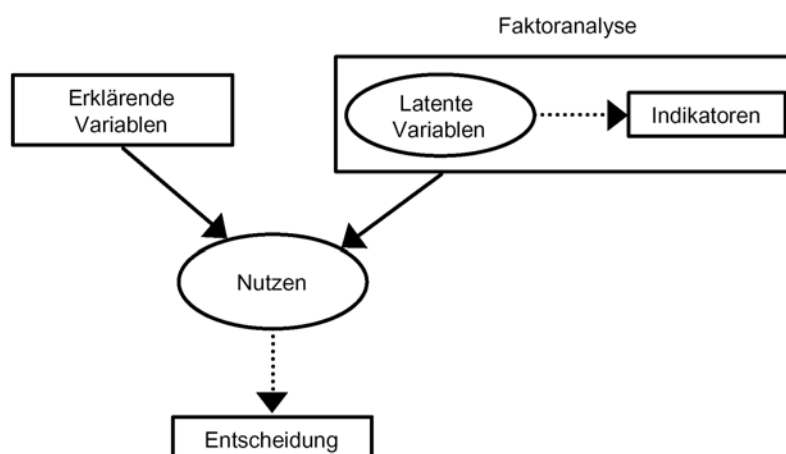 Faktoranalyse
Erklärende
Variablen
Latente
Variablen
Indikatoren
Nutzen
Entscheidung